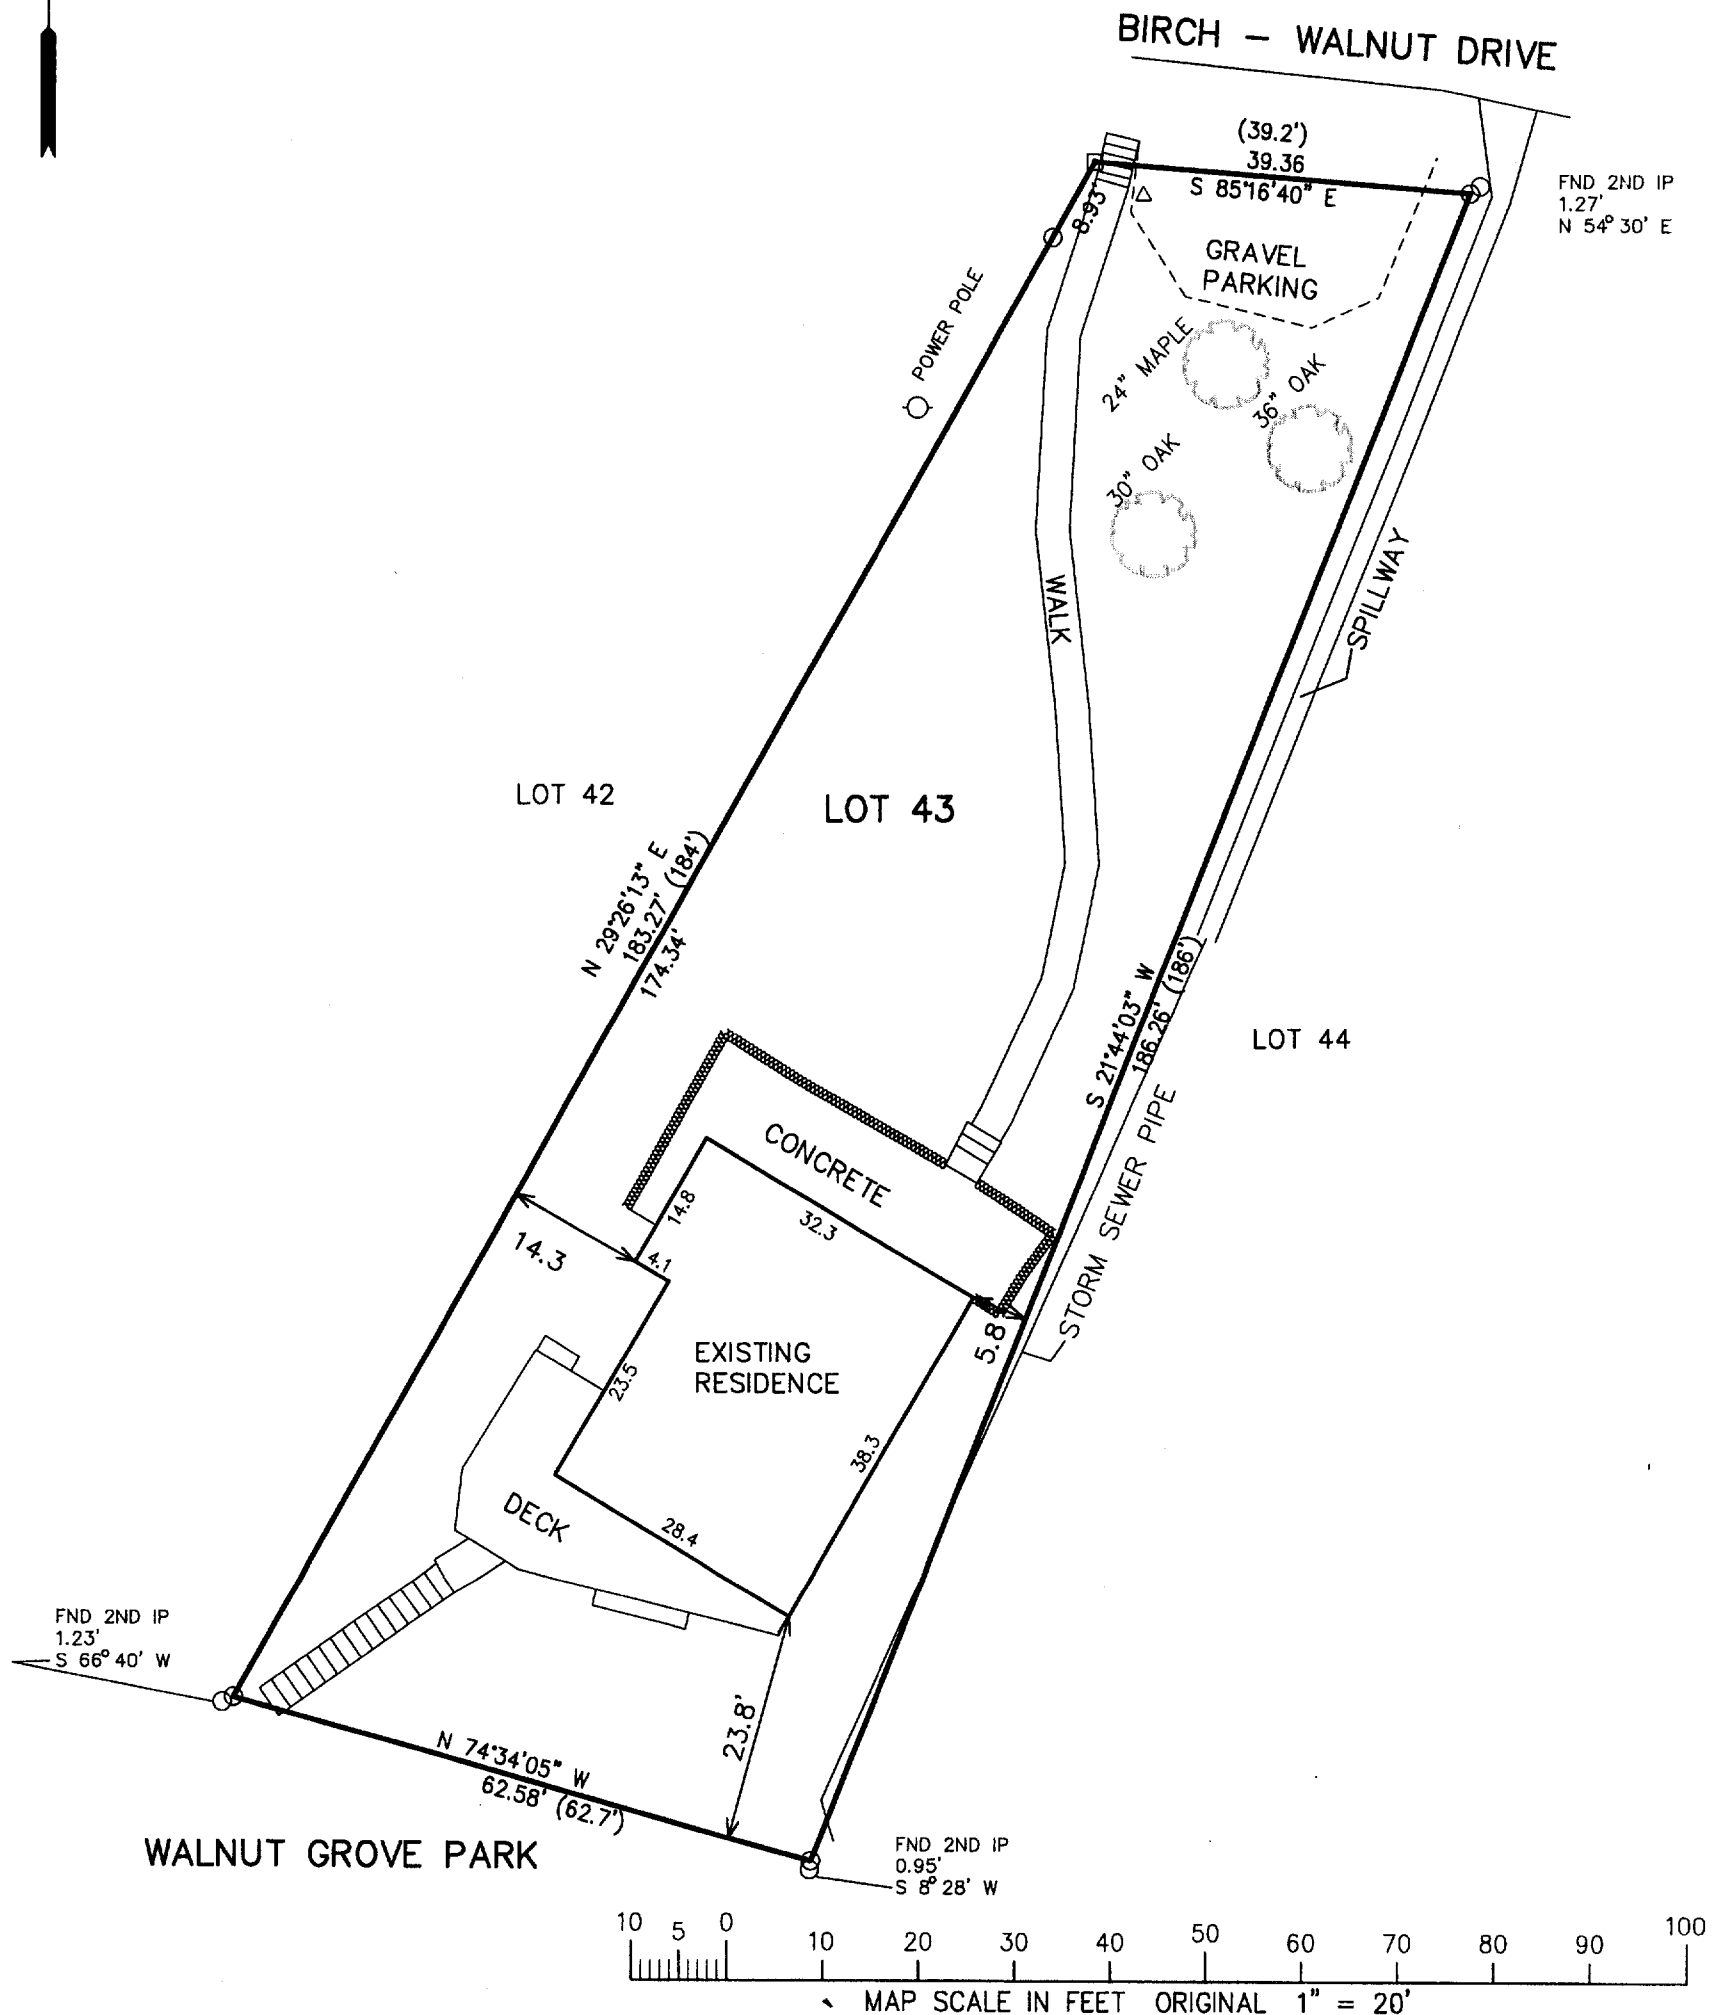 BIRCH – WALNUT DRIVE
(39.2')
39.36
S 85°16'40" E
FND 2ND IP
1.27'
N 54° 30' E
8.93'
GRAVEL
PARKING
POWER POLE
24" MAPLE
36" OAK
30" OAK
WALK
SPILLWAY
LOT 42
LOT 43
N 29°26'13" E
183.27' (184')
174.34'
S 21°44'03" W
186.26' (186')
LOT 44
STORM SEWER PIPE
CONCRETE
14.8
32.3
14.3
4.1
5.8'
EXISTING
RESIDENCE
23.5
38.3
DECK
28.4
FND 2ND IP
1.23'
S 66° 40' W
23.8'
N 74°34'05" W
62.58' (62.7')
WALNUT GROVE PARK
FND 2ND IP
0.95'
S 8° 28' W
10 5 0 10 20 30 40 50 60 70 80 90 100
MAP SCALE IN FEET ORIGINAL 1" = 20'